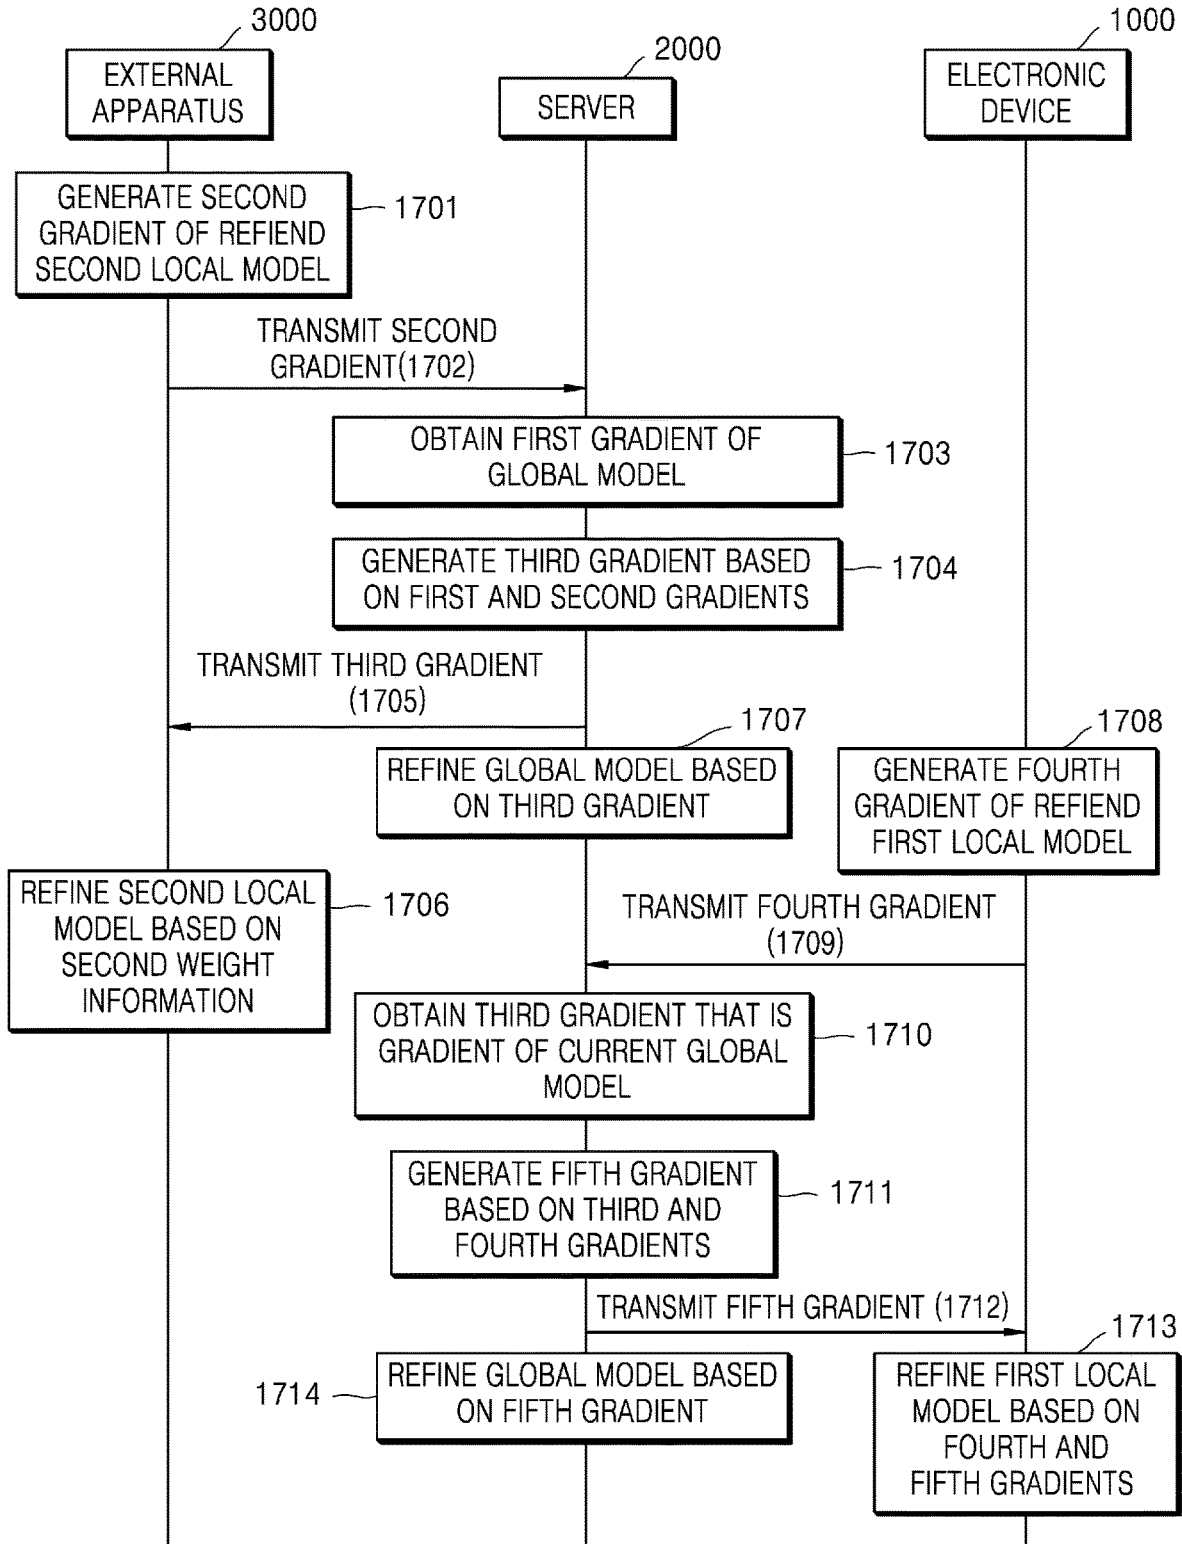 3000
2000
1000
EXTERNAL
APPARATUS
SERVER
ELECTRONIC
DEVICE
GENERATE SECOND
GRADIENT OF REFIEND
SECOND LOCAL MODEL
1701
TRANSMIT SECOND
GRADIENT(1702)
OBTAIN FIRST GRADIENT OF
GLOBAL MODEL
1703
GENERATE THIRD GRADIENT BASED
ON FIRST AND SECOND GRADIENTS
1704
TRANSMIT THIRD GRADIENT
(1705)
1707
REFINE GLOBAL MODEL BASED
ON THIRD GRADIENT
1708
GENERATE FOURTH
GRADIENT OF REFIEND
FIRST LOCAL MODEL
REFINE SECOND LOCAL
MODEL BASED ON
SECOND WEIGHT
INFORMATION
1706
TRANSMIT FOURTH GRADIENT
(1709)
OBTAIN THIRD GRADIENT THAT IS
GRADIENT OF CURRENT GLOBAL
MODEL
1710
GENERATE FIFTH GRADIENT
BASED ON THIRD AND
FOURTH GRADIENTS
1711
TRANSMIT FIFTH GRADIENT (1712)
1714
REFINE GLOBAL MODEL BASED
ON FIFTH GRADIENT
1713
REFINE FIRST LOCAL
MODEL BASED ON
FOURTH AND
FIFTH GRADIENTS